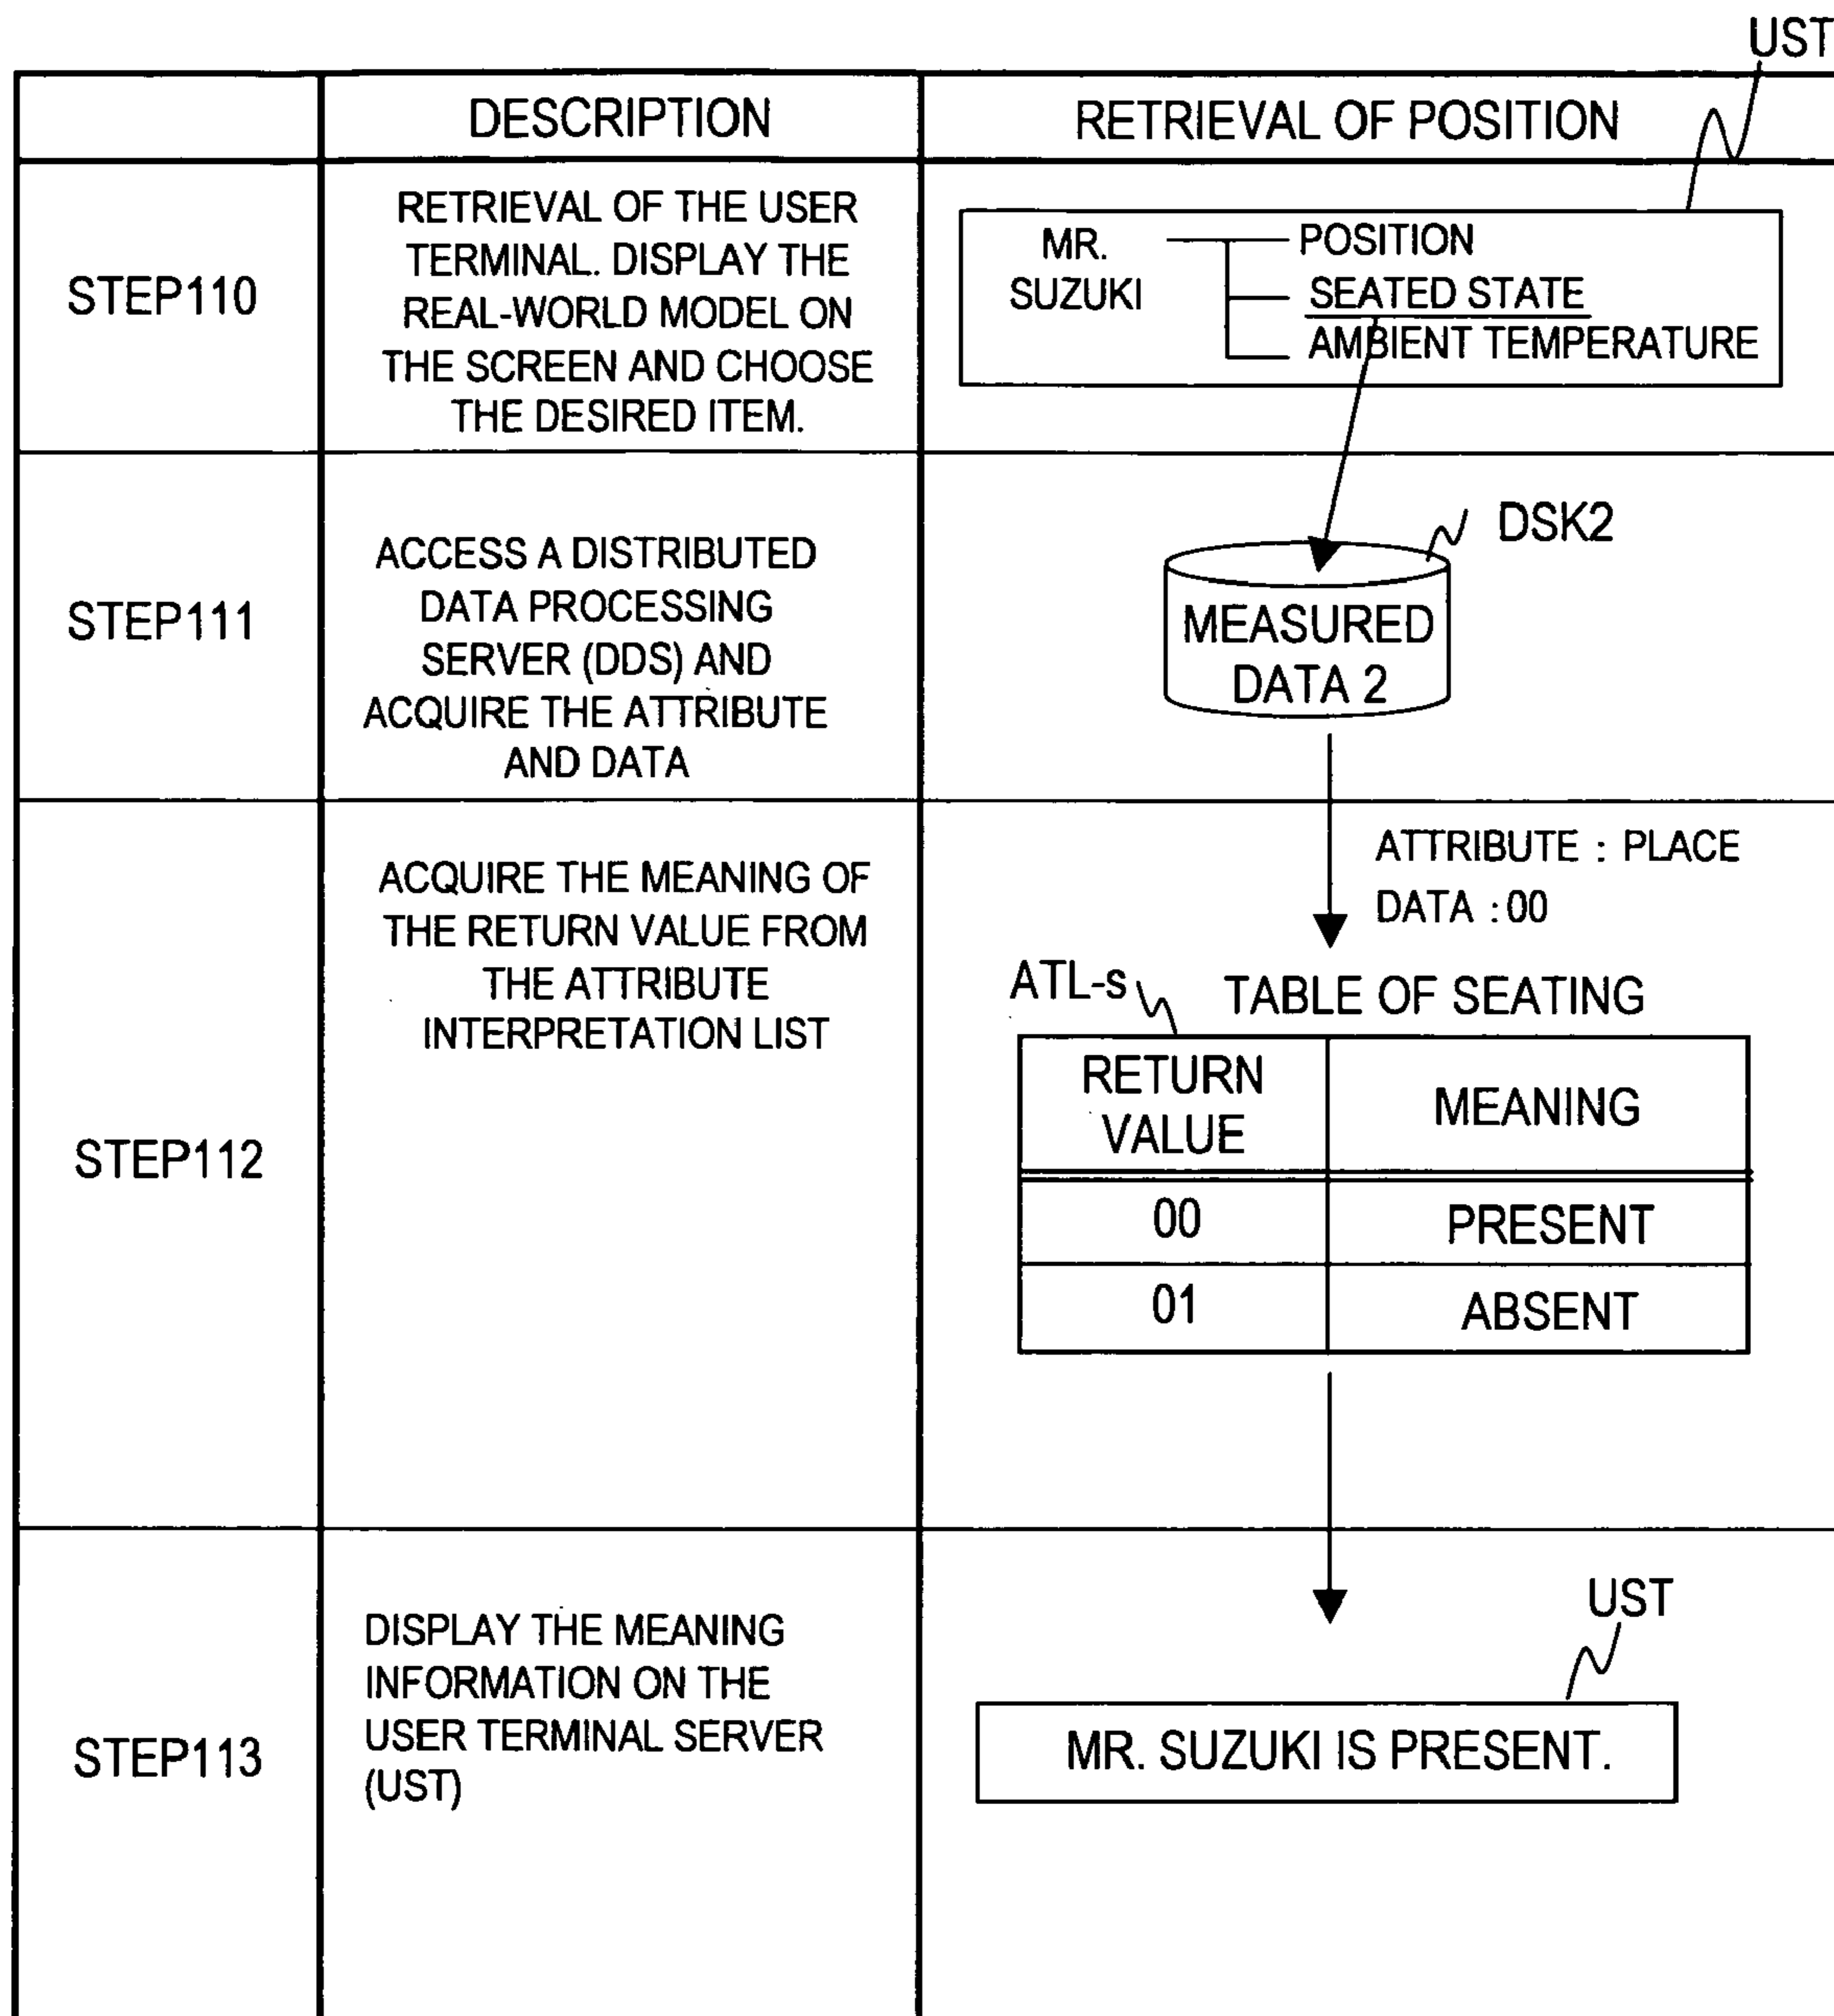 UST
DESCRIPTION
RETRIEVAL OF POSITION
STEP110
RETRIEVAL OF THE USER
TERMINAL. DISPLAY THE
REAL-WORLD MODEL ON
THE SCREEN AND CHOOSE
THE DESIRED ITEM.
MR.
SUZUKI
POSITION
SEATED STATE
AMBIENT TEMPERATURE
STEP111
ACCESS A DISTRIBUTED
DATA PROCESSING
SERVER (DDS) AND
ACQUIRE THE ATTRIBUTE
AND DATA
DSK2
MEASURED
DATA 2
STEP112
ACQUIRE THE MEANING OF
THE RETURN VALUE FROM
THE ATTRIBUTE
INTERPRETATION LIST
ATTRIBUTE : PLACE
DATA : 00
ATL-s
TABLE OF SEATING
RETURN
VALUE
MEANING
00
PRESENT
01
ABSENT
STEP113
DISPLAY THE MEANING
INFORMATION ON THE
USER TERMINAL SERVER
(UST)
UST
MR. SUZUKI IS PRESENT.